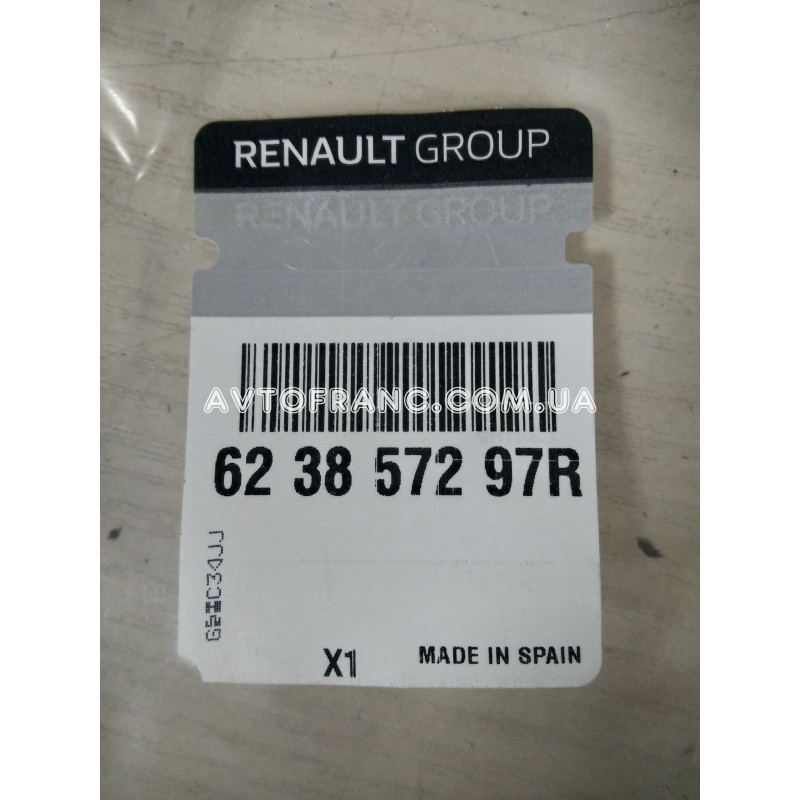 RENAULT GROUP
RENAULT GROUP
AVTOFRANC.COM.UA
62 38 572 97R
X1
MADE IN SPAIN